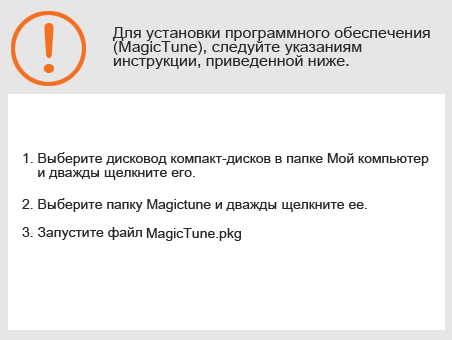 Для установки программного обеспечения
(MagicTune), следуйте указаниям
инструкции, приведенной ниже.
1. Выберите дисковод компакт-дисков в папке Мой компьютер
и дважды щелкните его.
2. Выберите папку Magictune и дважды щелкните ее.
3. Запустите файл MagicTune.pkg